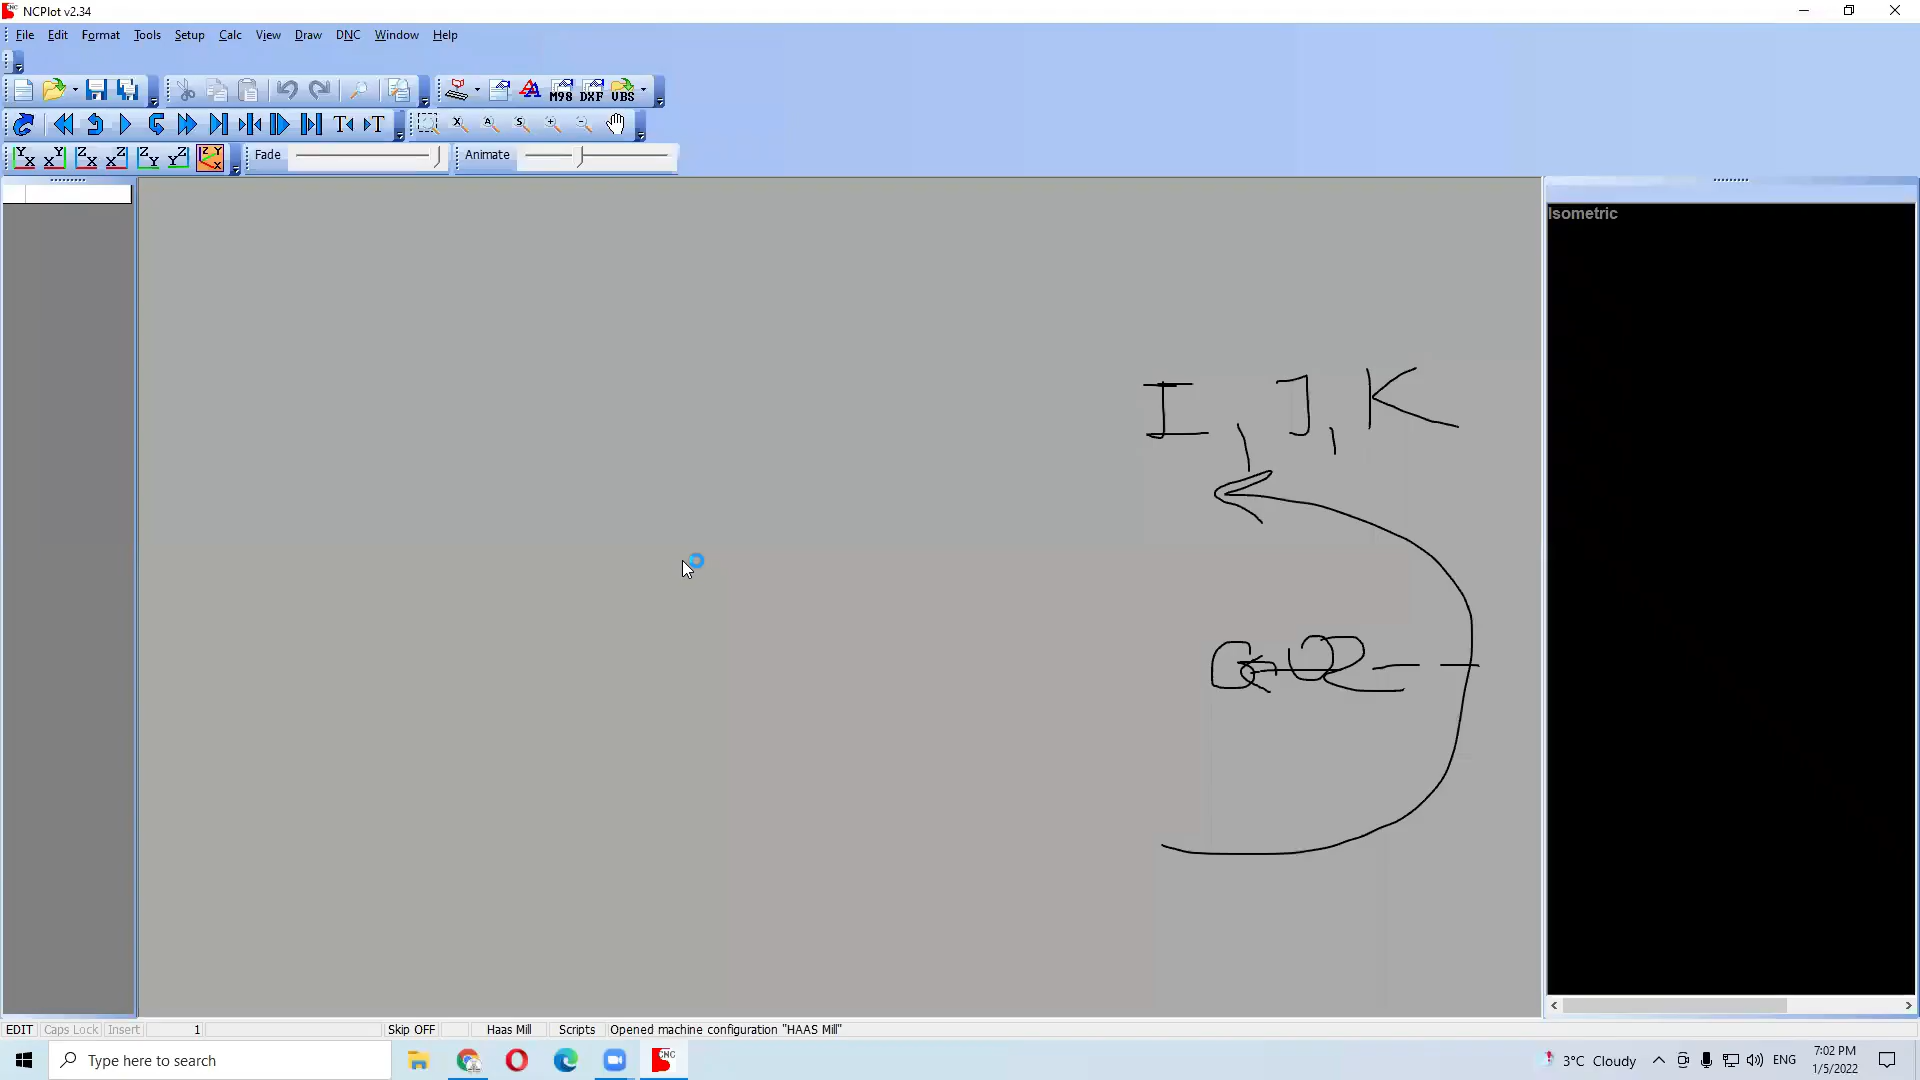 NCPlot v2.34
File Edit Format Tools Setup Calc View Draw DNC Window Help
M98 DXF VBS
Fade Animate
Isometric
I, J, K
G02
EDIT Caps Lock Insert 1 Skip OFF Haas Mill Scripts Opened machine configuration "HAAS Mill"
Type here to search
CNC
3°C Cloudy
ENG
7:02 PM
1/5/2022